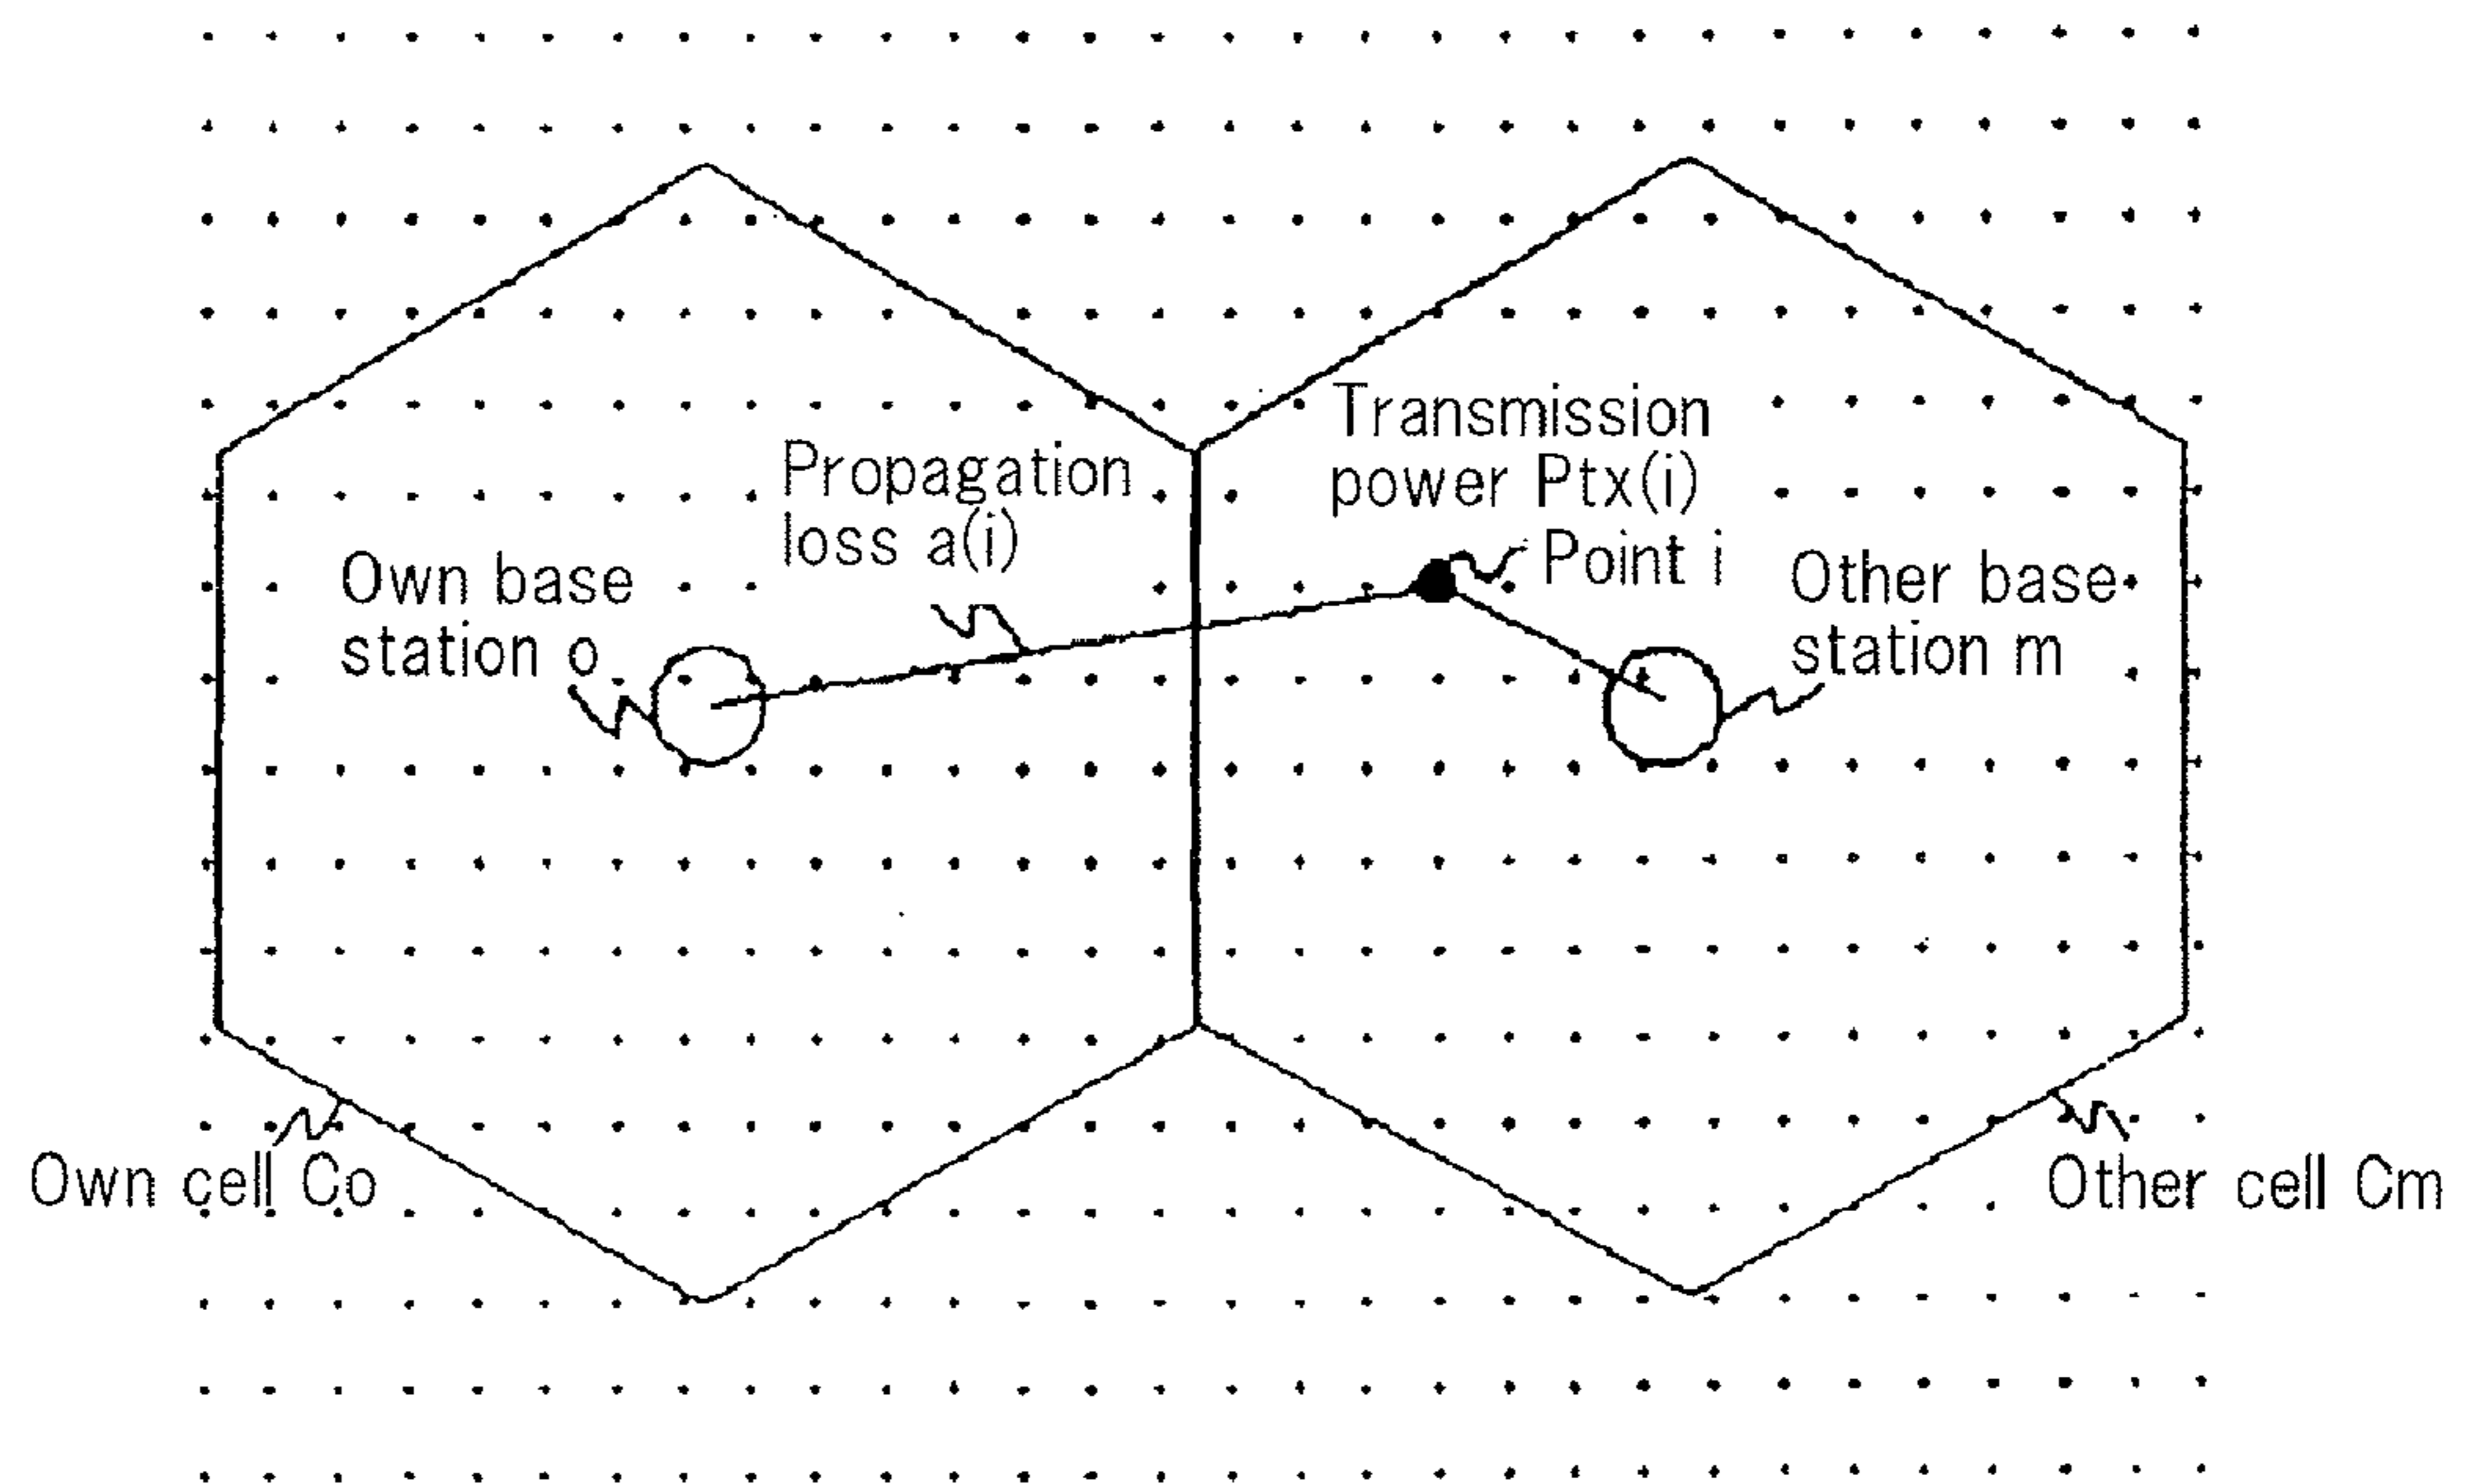 Transmission
power Ptx(i)
Propagation
loss a(i)
Point i
Own base
station o
Other base
station m
Own cell Co
Other cell Cm